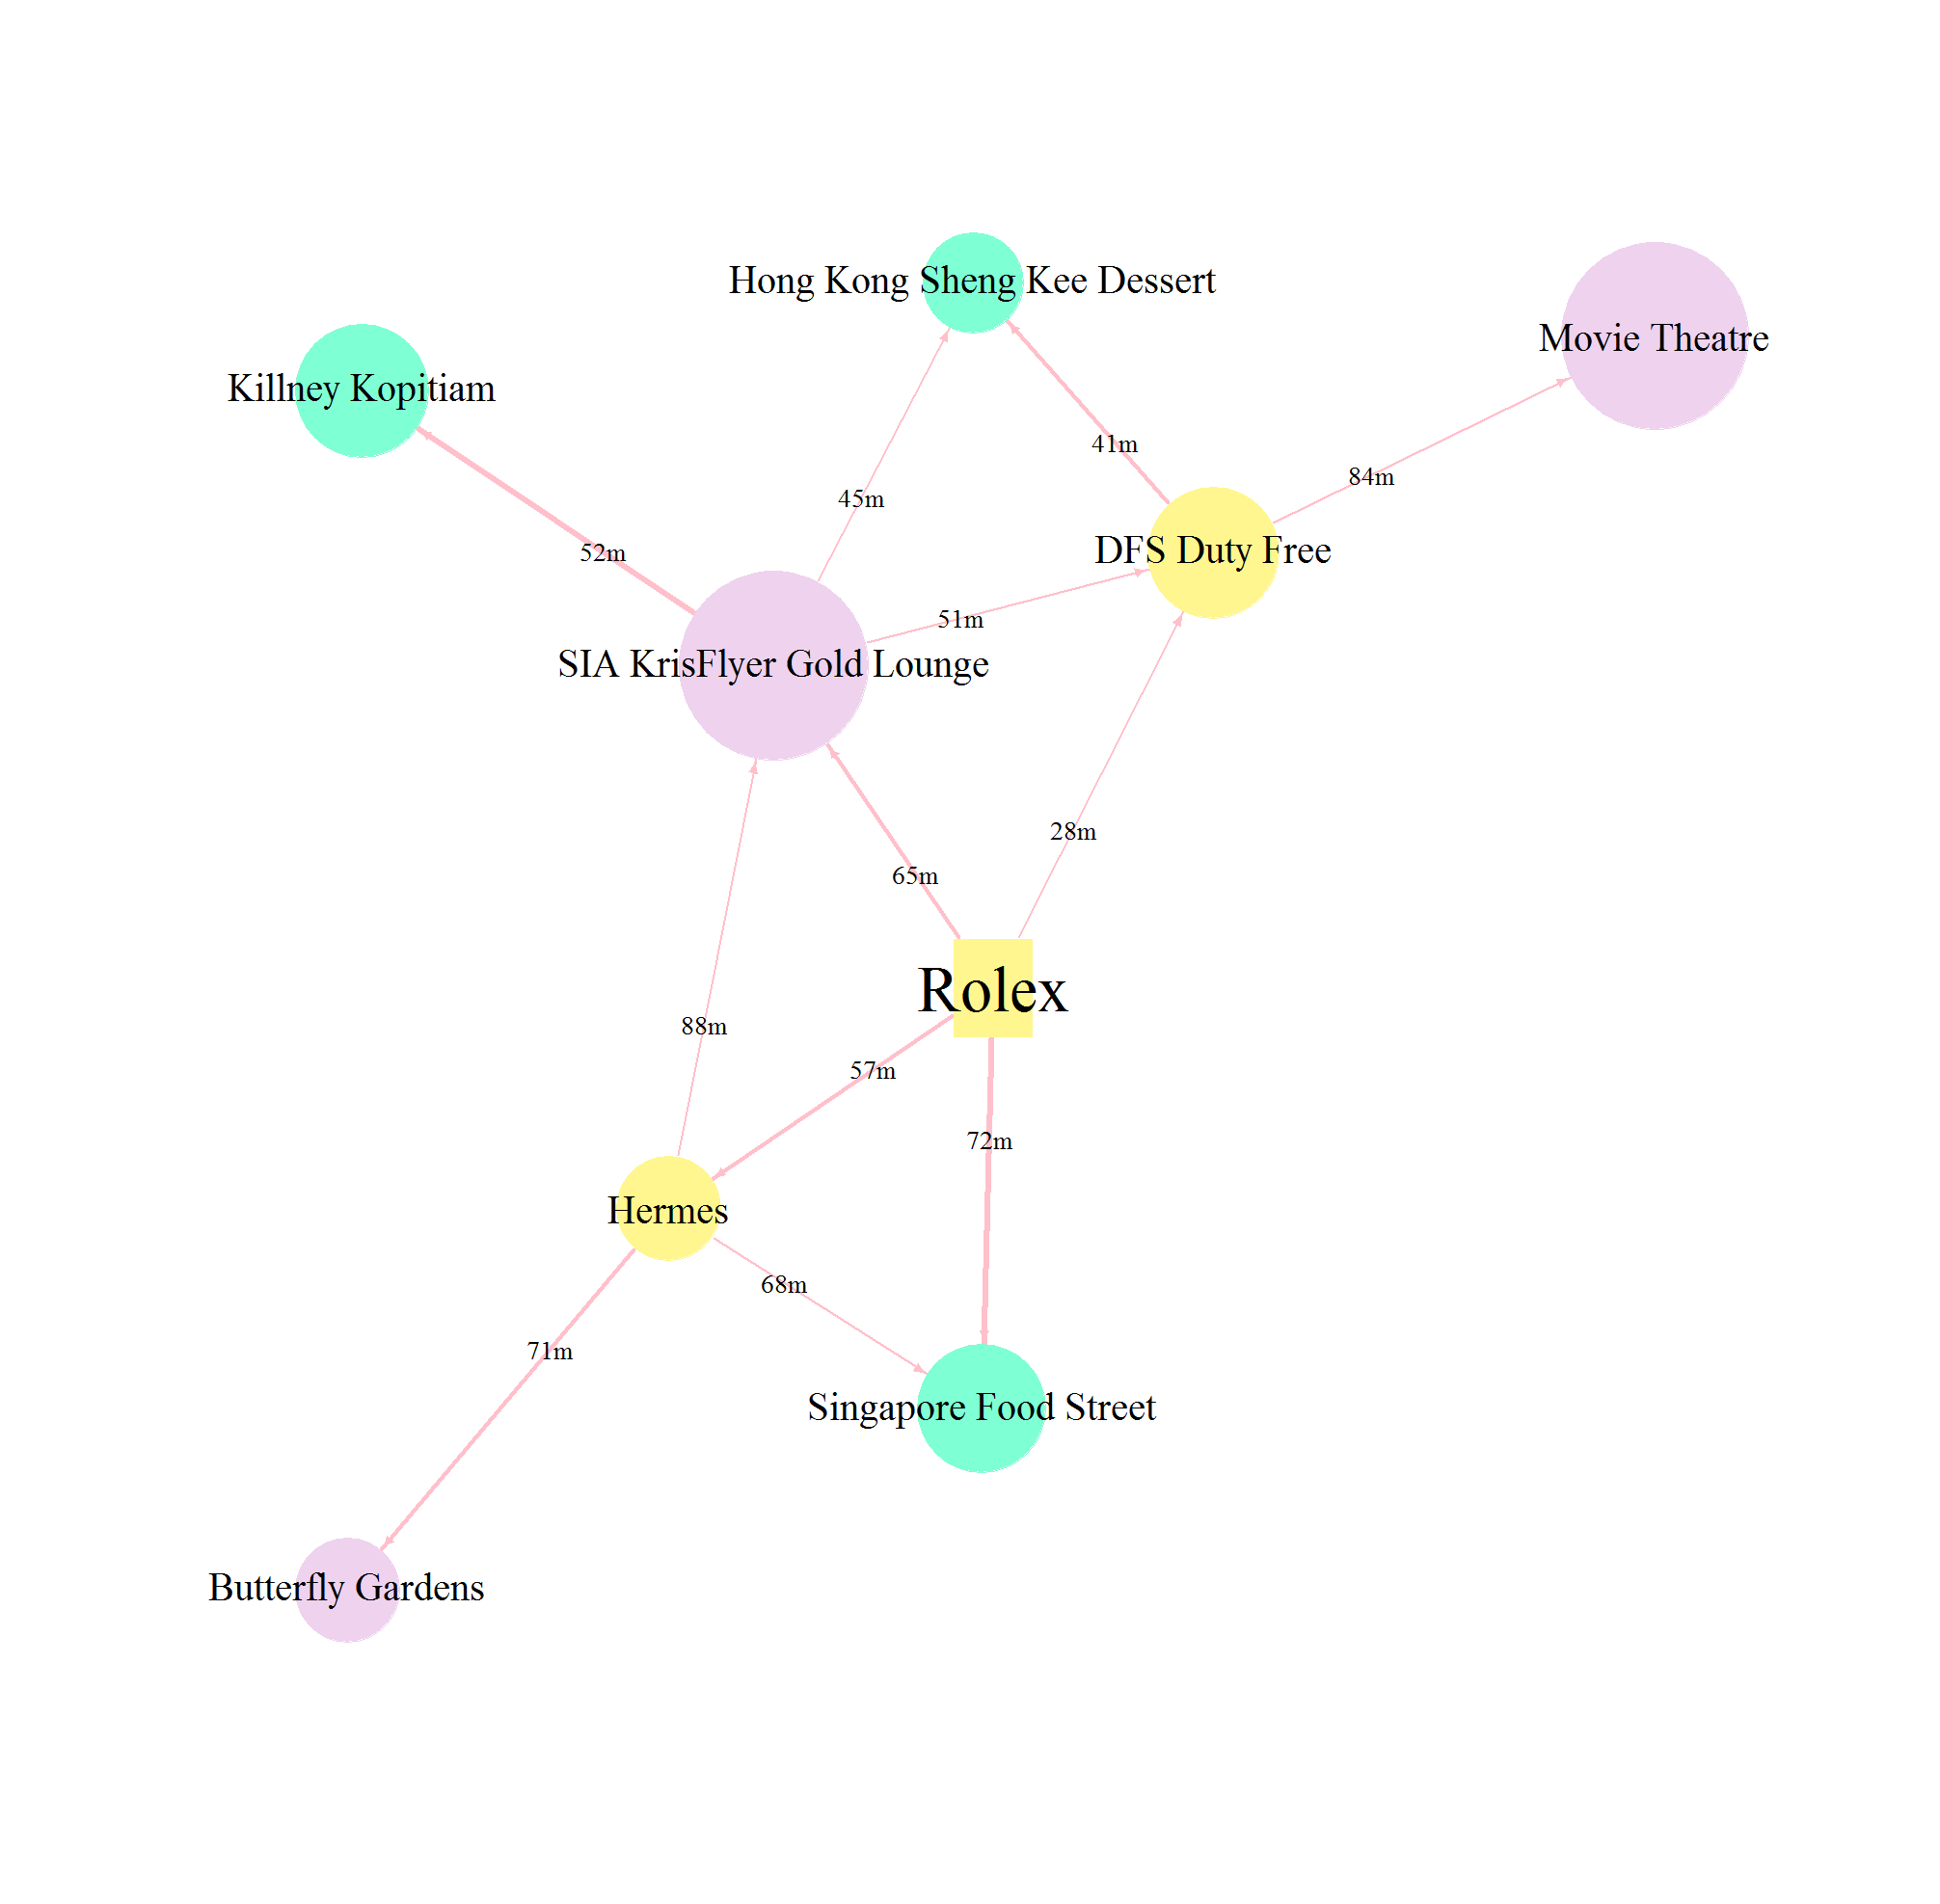 Hong Kong Sheng Kee Dessert
Movie Theatre
Killney Kopitiam
41m
84m
45m
DFS Duty Free
52m
51m
SIA KrisFlyer Gold Lounge
28m
65m
Rolex
88m
57m
72m
Hermes
68m
71m
Singapore Food Street
Butterfly Gardens